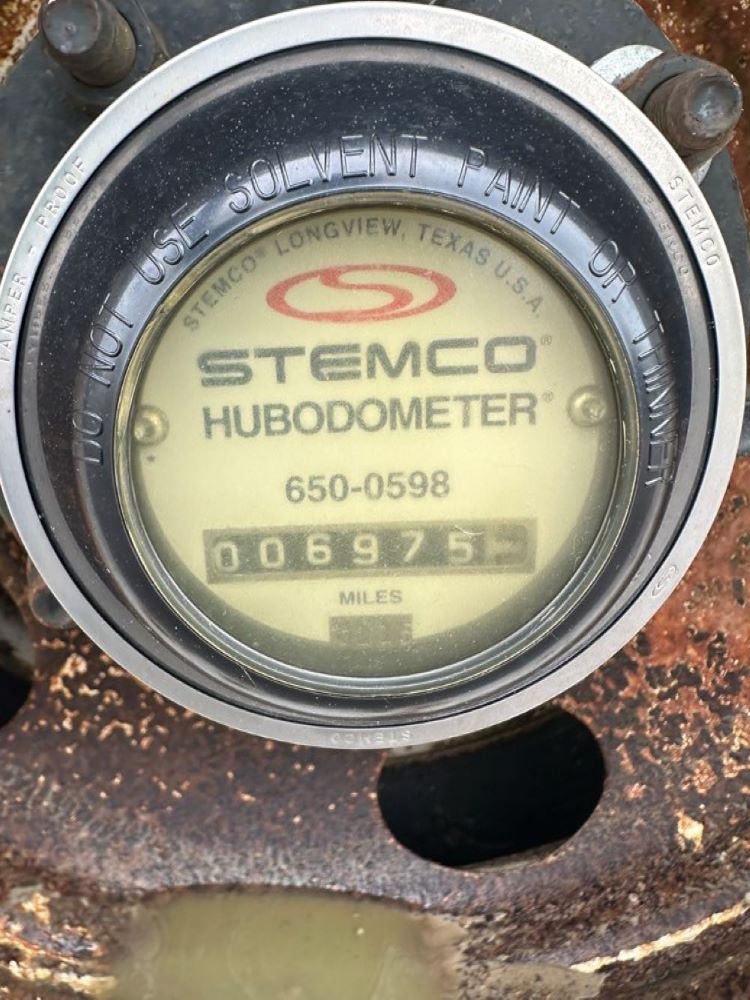 TAMPER - PROOF
STEMCO
DO NOT USE SOLVENT PAINT OR THINNER
STEMCO® LONGVIEW, TEXAS U.S.A.
STEMCO®
HUBODOMETER®
650-0598
006975
MILES
STEMCO